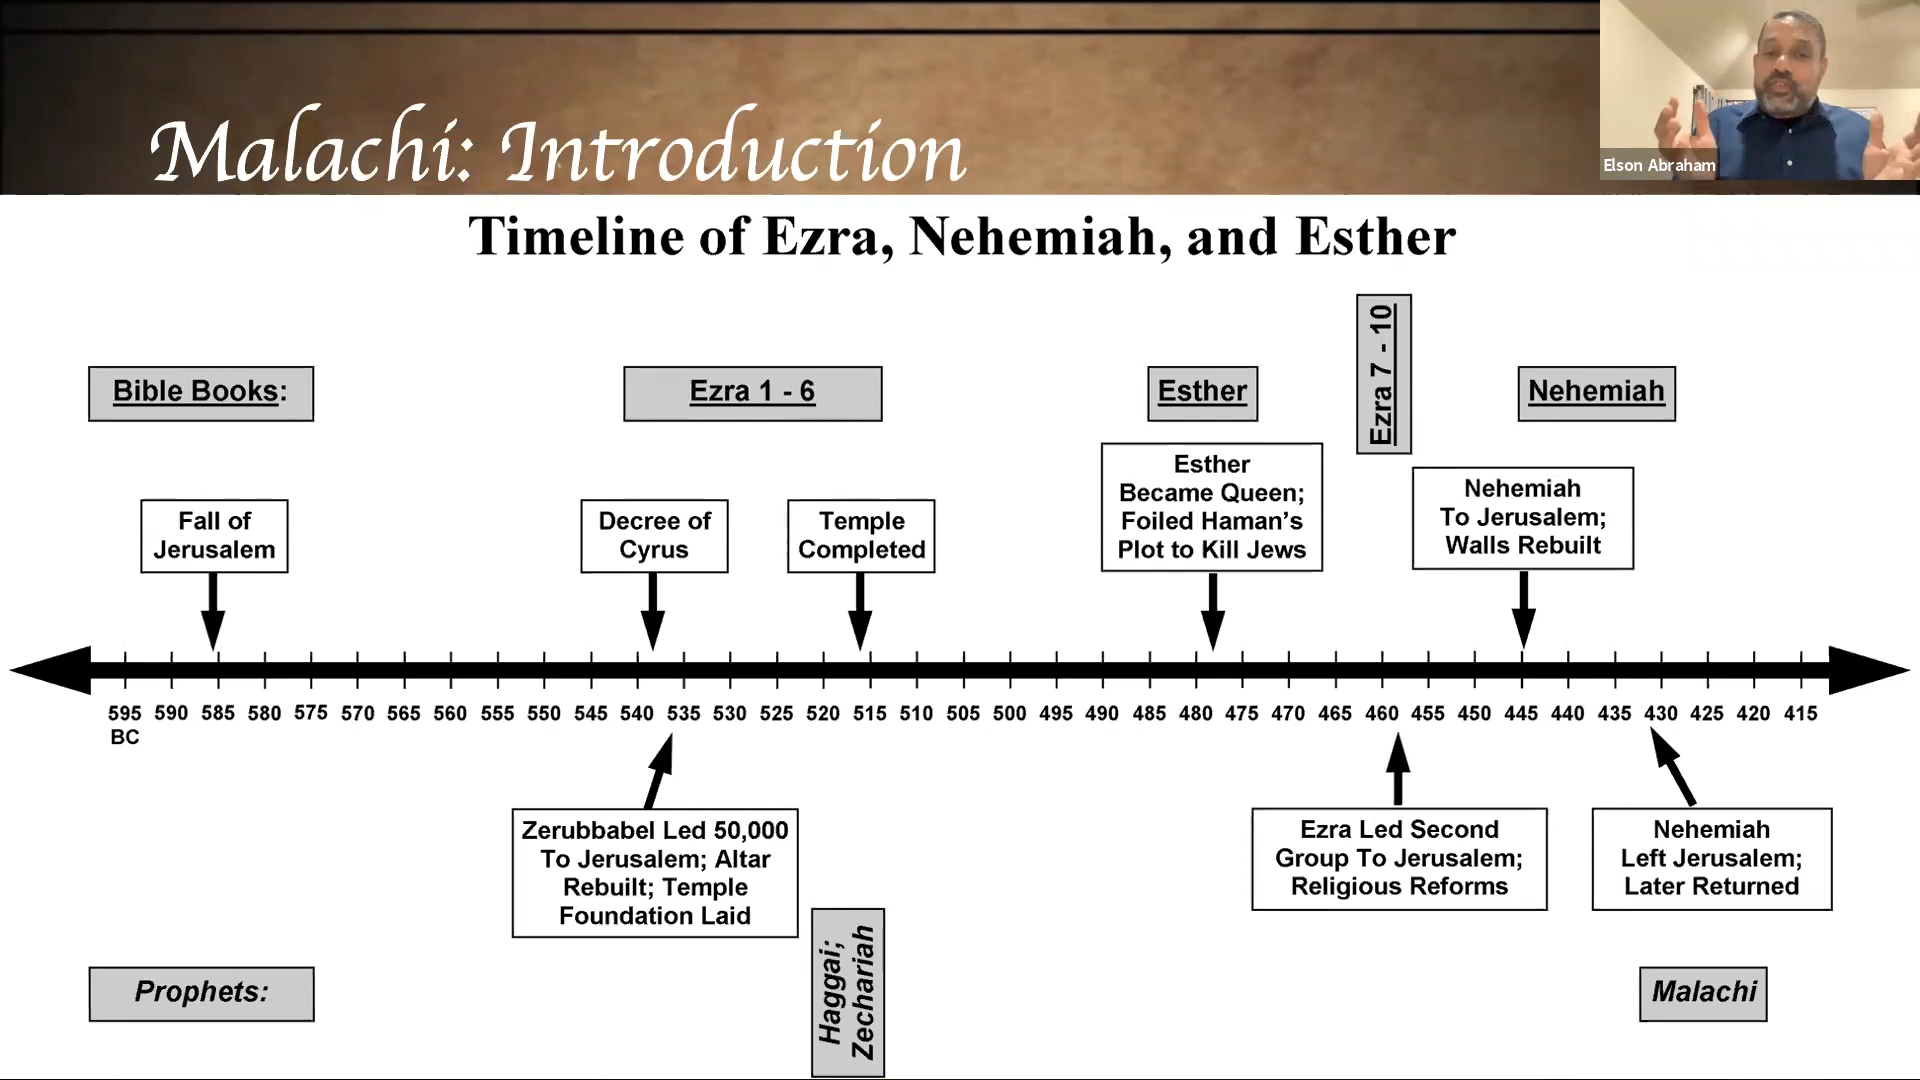 Malachi: Introduction
Elson Abraham
Timeline of Ezra, Nehemiah, and Esther
Bible Books:
Ezra 1 - 6
Esther
Ezra 7 - 10
Nehemiah
Fall of
Jerusalem
Decree of
Cyrus
Temple
Completed
Esther
Became Queen;
Foiled Haman's
Plot to Kill Jews
Nehemiah
To Jerusalem;
Walls Rebuilt
595 590 585 580 575 570 565 560 555 550 545 540 535 530 525 520 515 510 505 500 495 490 485 480 475 470 465 460 455 450 445 440 435 430 425 420 415
BC
Zerubbabel Led 50,000
To Jerusalem; Altar
Rebuilt; Temple
Foundation Laid
Ezra Led Second
Group To Jerusalem;
Religious Reforms
Nehemiah
Left Jerusalem;
Later Returned
Prophets:
Haggai;
Zechariah
Malachi